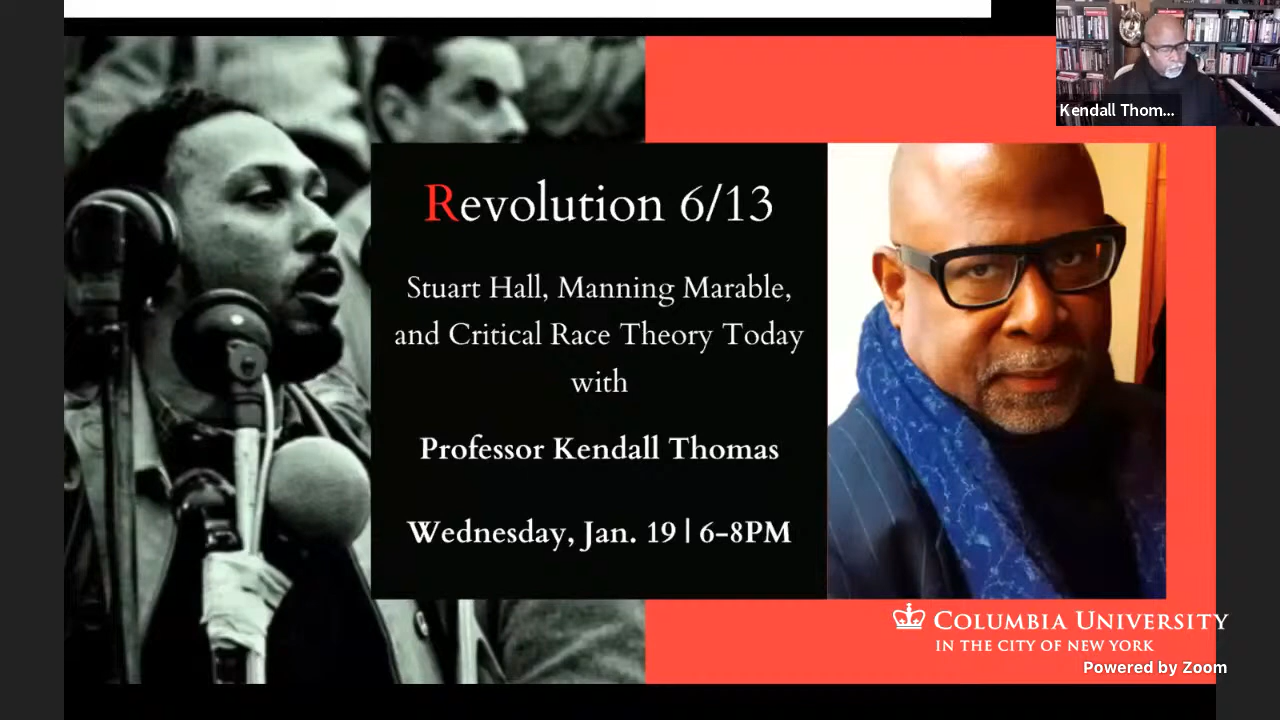 Kendall Thom...
Revolution 6/13
Stuart Hall, Manning Marable,
and Critical Race Theory Today
with
Professor Kendall Thomas
Wednesday, Jan. 19 | 6-8PM
COLUMBIA UNIVERSITY
IN THE CITY OF NEW YORK
Powered by Zoom